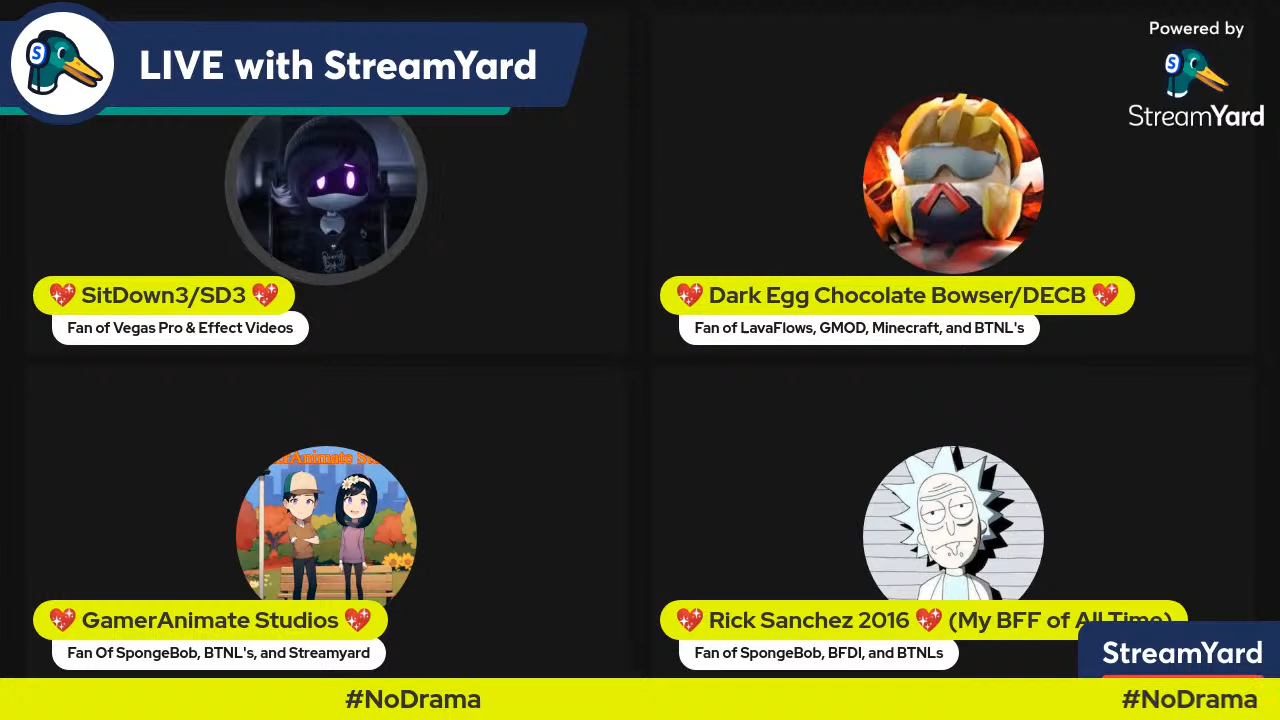 LIVE with StreamYard
Powered by
StreamYard
💖 SitDown3/SD3 💖
Fan of Vegas Pro & Effect Videos
💖 Dark Egg Chocolate Bowser/DECB 💖
Fan of LavaFlows, GMOD, Minecraft, and BTNL's
💖 GamerAnimate Studios 💖
Fan Of SpongeBob, BTNL's, and Streamyard
💖 Rick Sanchez 2016 💖 (My BFF of All Time)
Fan of SpongeBob, BFDI, and BTNLs
StreamYard
#NoDrama #NoDrama